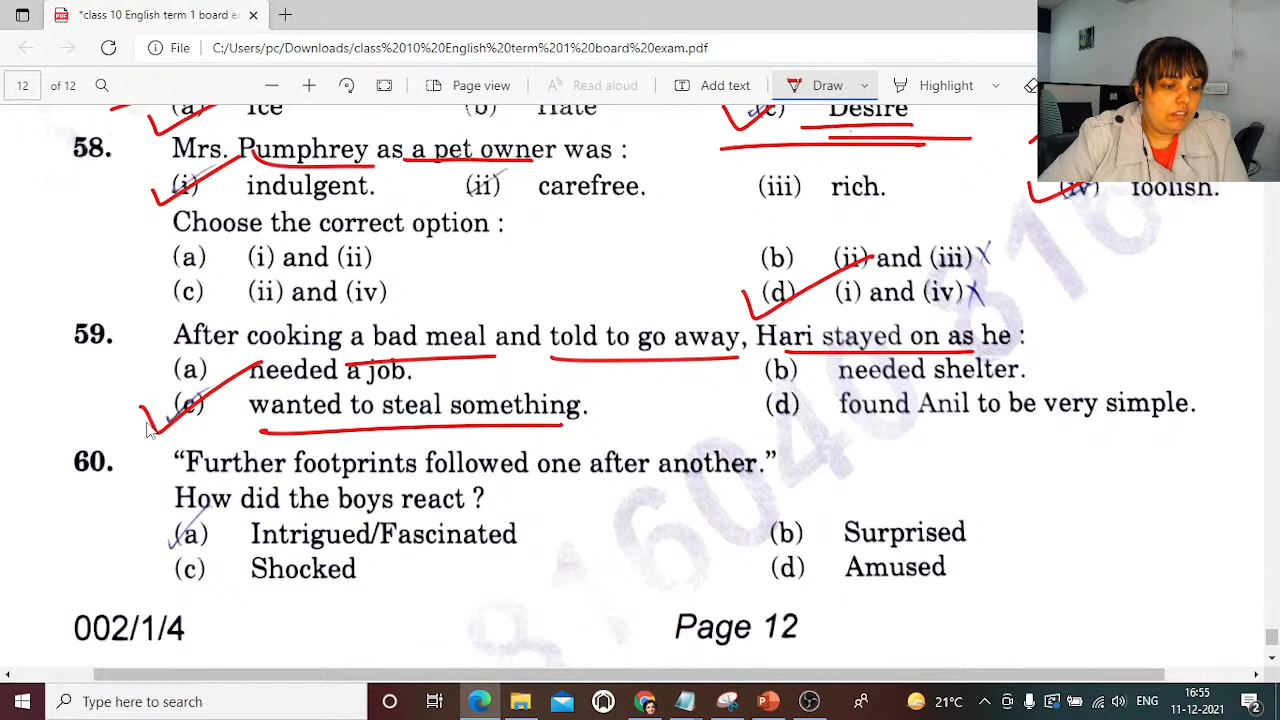 *class 10 English term 1 board e
File C:/Users/pc/Downloads/class%2010%20English%20term%201%20board%20exam.pdf
12 of 12 Page view Read aloud Add text Draw Highlight
(a) Ice (b) Hate (c) Desire
58. Mrs. Pumphrey as a pet owner was :
(i) indulgent. (ii) carefree. (iii) rich. (iv) foolish.
Choose the correct option :
(a) (i) and (ii) (b) (ii) and (iii)
(c) (ii) and (iv) (d) (i) and (iv)
59. After cooking a bad meal and told to go away, Hari stayed on as he :
(a) needed a job. (b) needed shelter.
(c) wanted to steal something. (d) found Anil to be very simple.
60. “Further footprints followed one after another.”
How did the boys react ?
(a) Intrigued/Fascinated (b) Surprised
(c) Shocked (d) Amused
002/1/4 Page 12
Type here to search 21°C ENG 16:55
11-12-2021